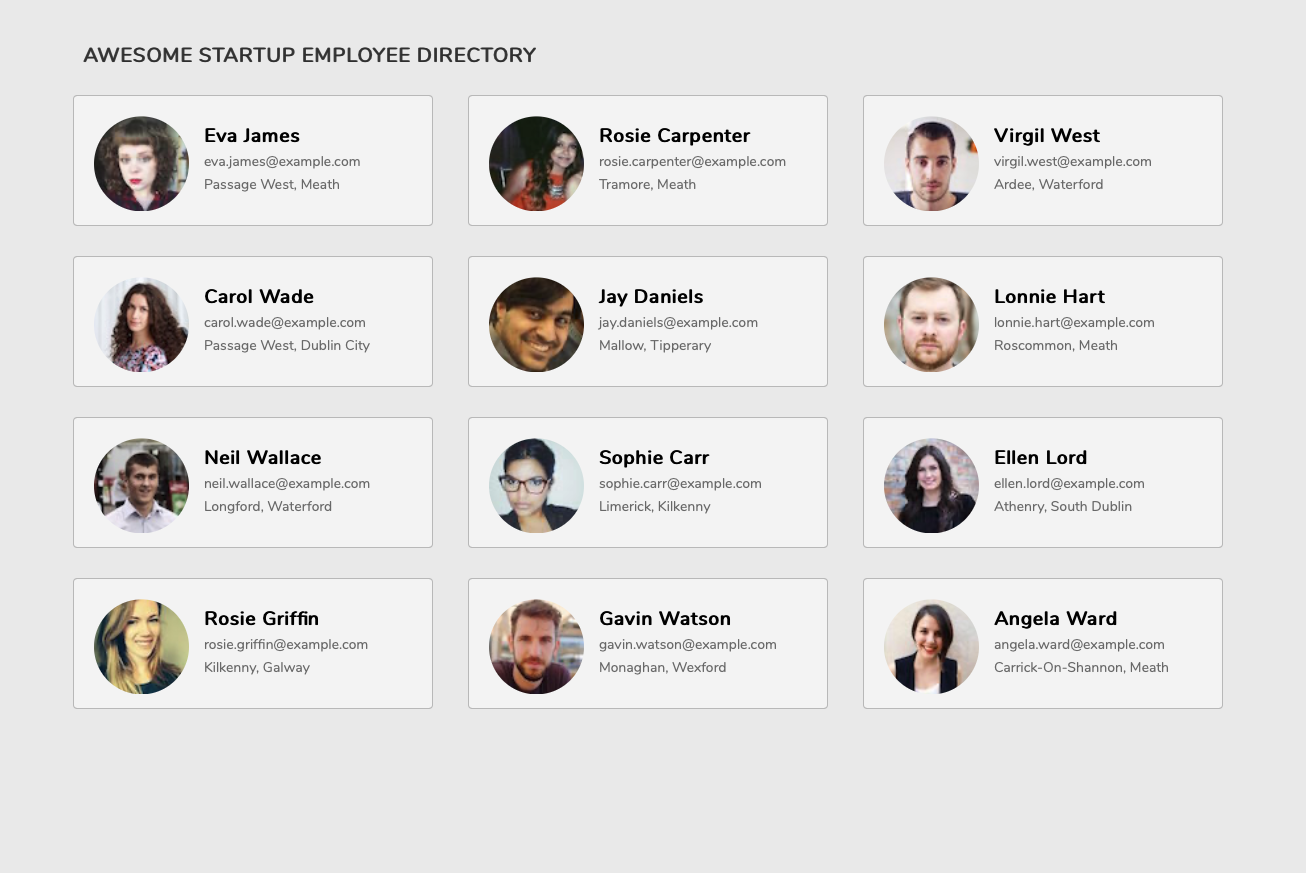 AWESOME STARTUP EMPLOYEE DIRECTORY
Eva James
eva.james@example.com
Passage West, Meath
Rosie Carpenter
rosie.carpenter@example.com
Tramore, Meath
Virgil West
virgil.west@example.com
Ardee, Waterford
Carol Wade
carol.wade@example.com
Passage West, Dublin City
Jay Daniels
jay.daniels@example.com
Mallow, Tipperary
Lonnie Hart
lonnie.hart@example.com
Roscommon, Meath
Neil Wallace
neil.wallace@example.com
Longford, Waterford
Sophie Carr
sophie.carr@example.com
Limerick, Kilkenny
Ellen Lord
ellen.lord@example.com
Athenry, South Dublin
Rosie Griffin
rosie.griffin@example.com
Kilkenny, Galway
Gavin Watson
gavin.watson@example.com
Monaghan, Wexford
Angela Ward
angela.ward@example.com
Carrick-On-Shannon, Meath